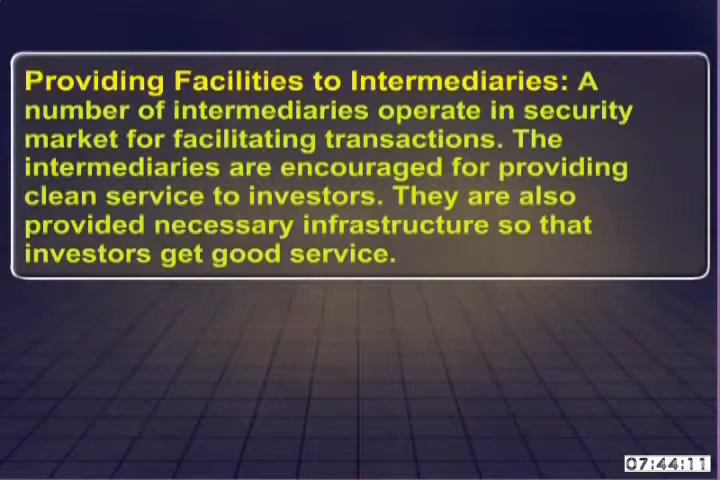 Providing Facilities to Intermediaries: A
number of intermediaries operate in security
market for facilitating transactions. The
intermediaries are encouraged for providing
clean service to investors. They are also
provided necessary infrastructure so that
investors get good service.
07:44:11